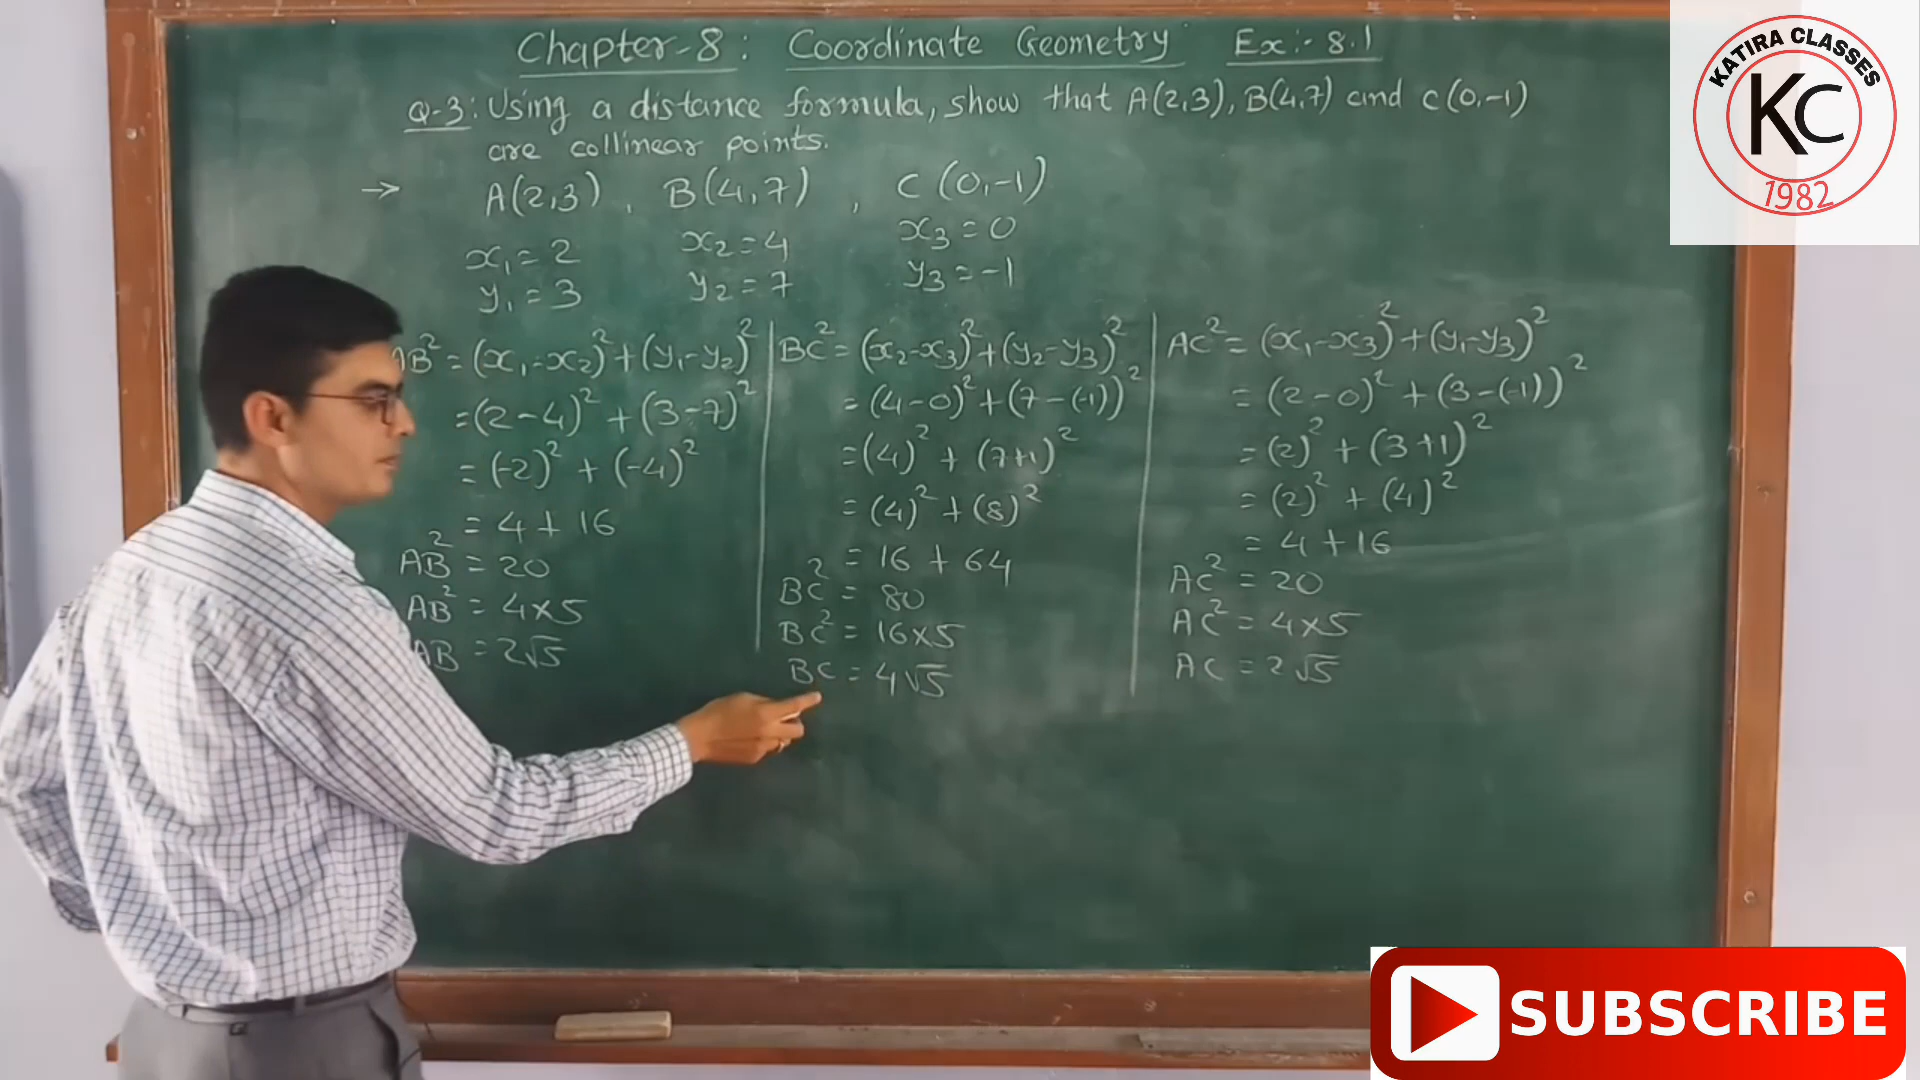 Chapter-8 : Coordinate Geometry Ex:- 8.1
Q-3: Using a distance formula, show that A(2,3), B(4,7) and C(0,-1)
are collinear points.
→ A(2,3) , B(4,7) , C(0,-1)
x₁ = 2 x₂ = 4 x₃ = 0
y₁ = 3 y₂ = 7 y₃ = -1
AB² = (x₁-x₂)² + (y₁-y₂)²
= (2-4)² + (3-7)²
= (-2)² + (-4)²
= 4 + 16
AB² = 20
AB² = 4×5
AB = 2√5
BC² = (x₂-x₃)² + (y₂-y₃)²
= (4-0)² + (7-(-1))²
= (4)² + (7+1)²
= (4)² + (8)²
= 16 + 64
BC² = 80
BC² = 16×5
BC = 4√5
AC² = (x₁-x₃)² + (y₁-y₃)²
= (2-0)² + (3-(-1))²
= (2)² + (3+1)²
= (2)² + (4)²
= 4 + 16
AC² = 20
AC² = 4×5
AC = 2√5
KATIRA CLASSES
KC
1982
SUBSCRIBE